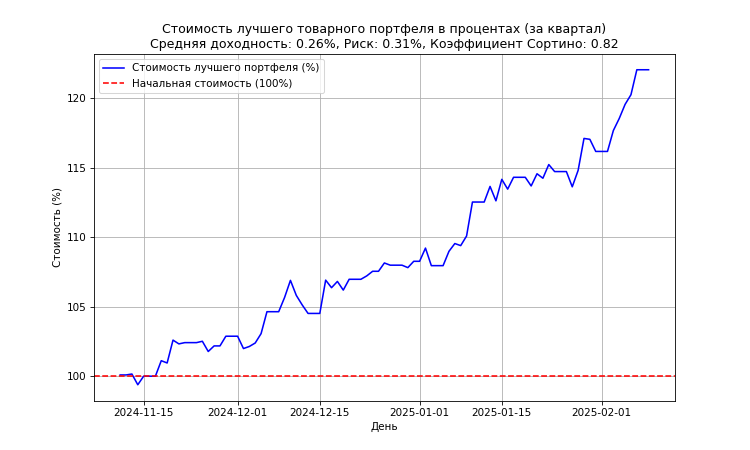 Стоимость лучшего товарного портфеля в процентах (за квартал)
Средняя доходность: 0.26%, Риск: 0.31%, Коэффициент Сортино: 0.82
Стоимость лучшего портфеля (%)
Начальная стоимость (100%)
Стоимость (%)
120
115
110
105
100
2024-11-15
2024-12-01
2024-12-15
2025-01-01
2025-01-15
2025-02-01
День